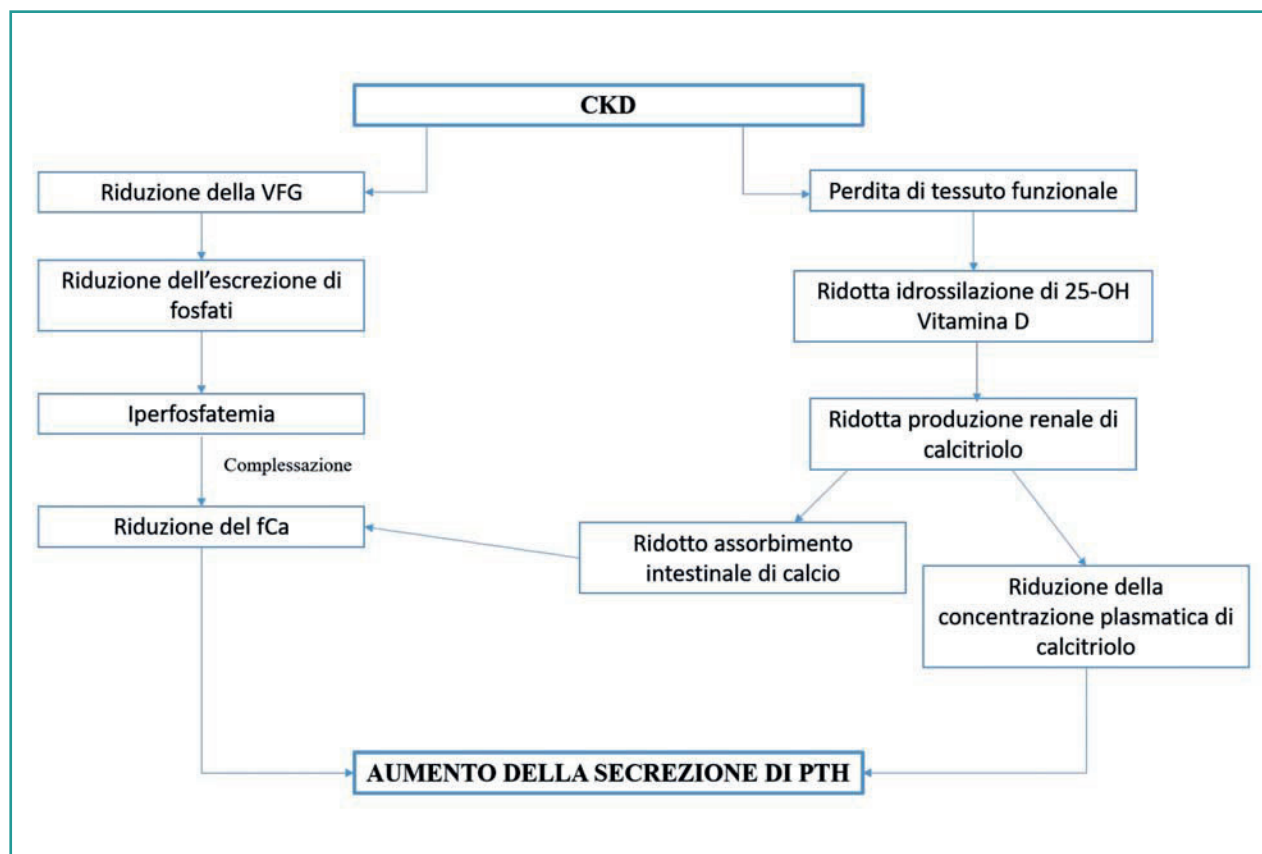 CKD
Riduzione della VFG
Riduzione dell'escrezione di
fosfati
Iperfosfatemia
Complessazione
Riduzione del fCa
Perdita di tessuto funzionale
Ridotta idrossilazione di 25-OH
Vitamina D
Ridotta produzione renale di
calcitriolo
Ridotto assorbimento
intestinale di calcio
Riduzione della
concentrazione plasmatica di
calcitriolo
AUMENTO DELLA SECREZIONE DI PTH